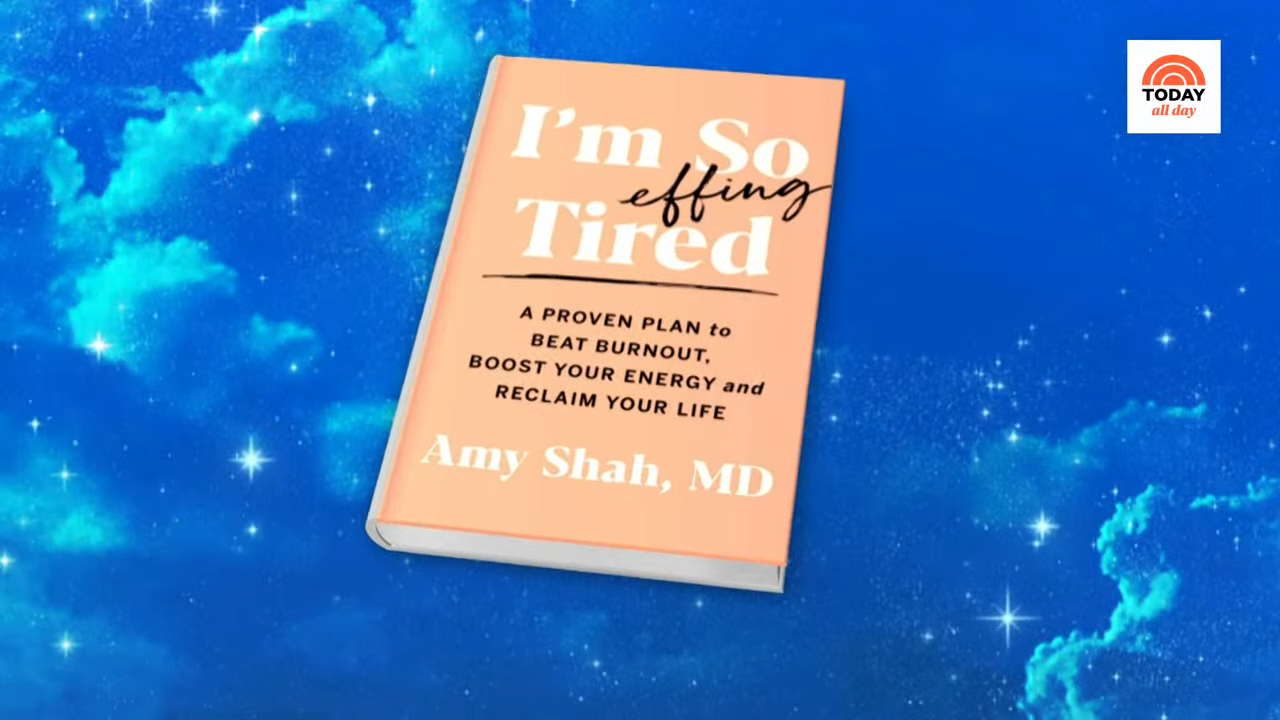 I'm So
effing
Tired
A PROVEN PLAN to
BEAT BURNOUT,
BOOST YOUR ENERGY and
RECLAIM YOUR LIFE
Amy Shah, MD
TODAY
all day